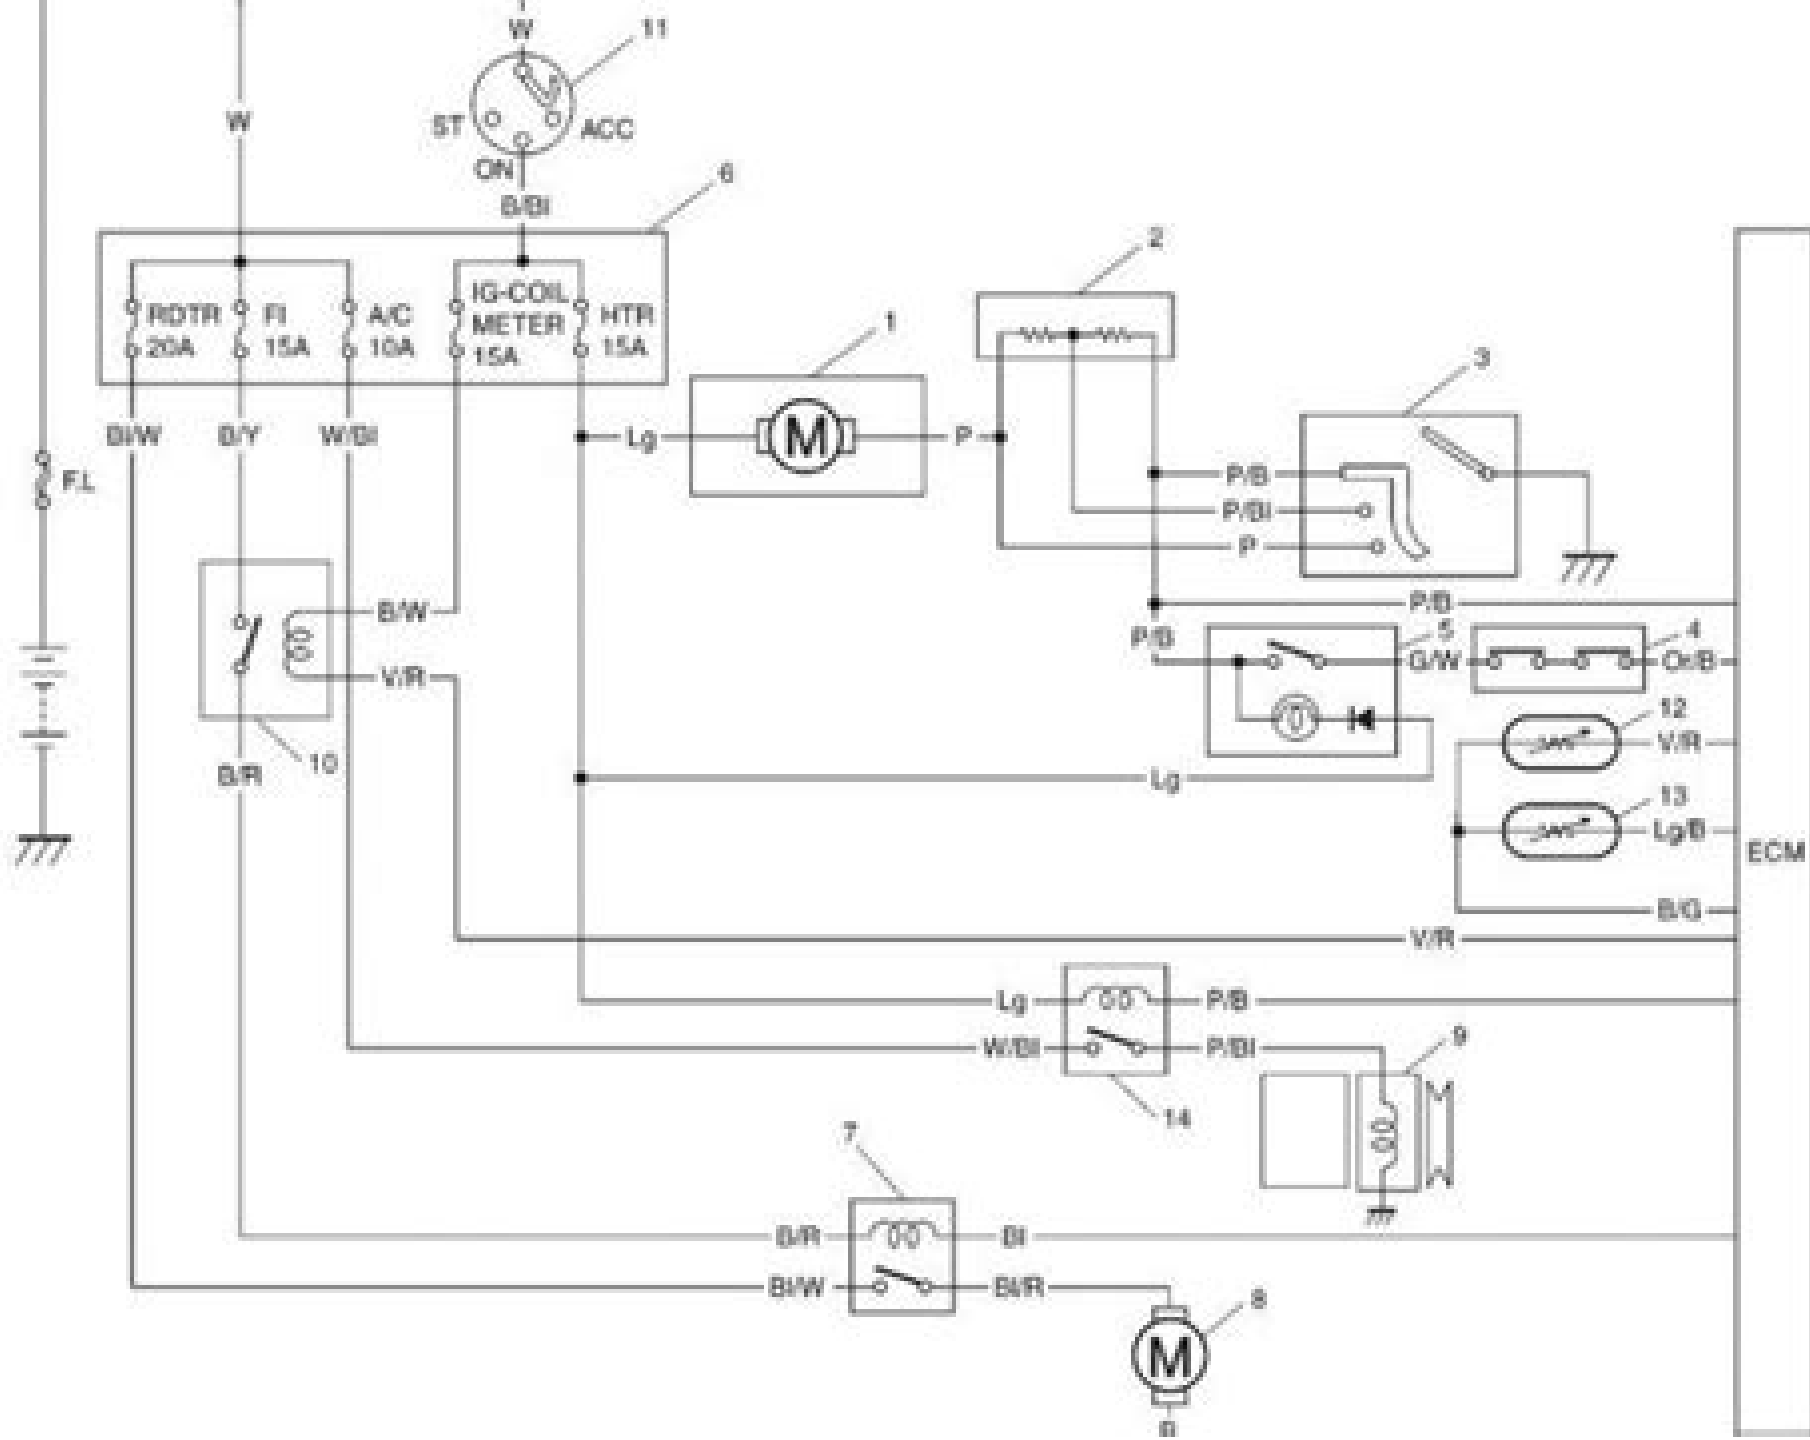 W
11
W
ST
ACC
ON
6
B/Bl
2
RDTR
20A
FI
15A
A/C
10A
IG-COIL
METER
15A
HTR
15A
1
3
Bl/W
B/Y
W/Bl
Lg
M
P
F.L
P/B
P/Bl
P
B/W
P/B
P/B
5
4
G/W
Or/B
V/R
12
V/R
10
B/R
Lg
13
Lg/B
ECM
B/G
V/R
Lg
P/B
W/Bl
P/Bl
9
14
7
B/R
Bl
Bl/W
Bl/R
8
M
B